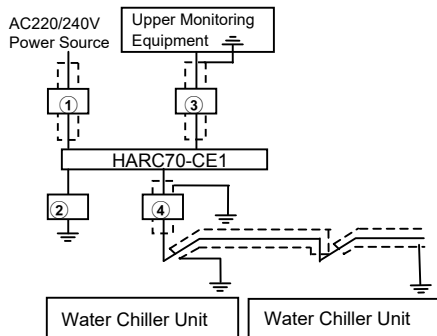 AC220/240V
Power Source
Upper Monitoring
Equipment
①
③
HARC70-CE1
②
④
Water Chiller Unit
Water Chiller Unit